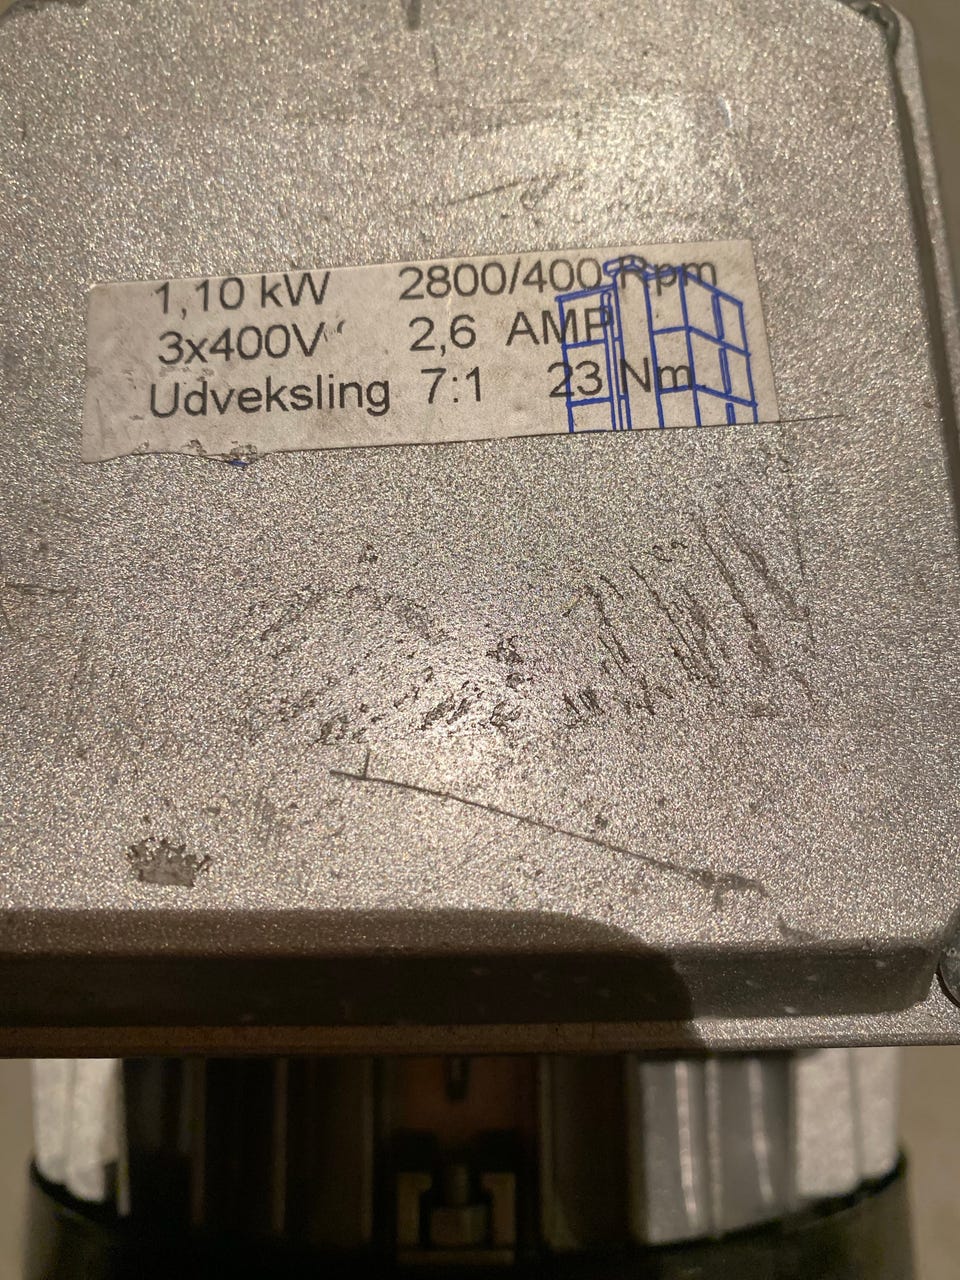 1,10 kW 2800/400 Rpm
3x400V 2,6 AMP
Udveksling 7:1 23 Nm